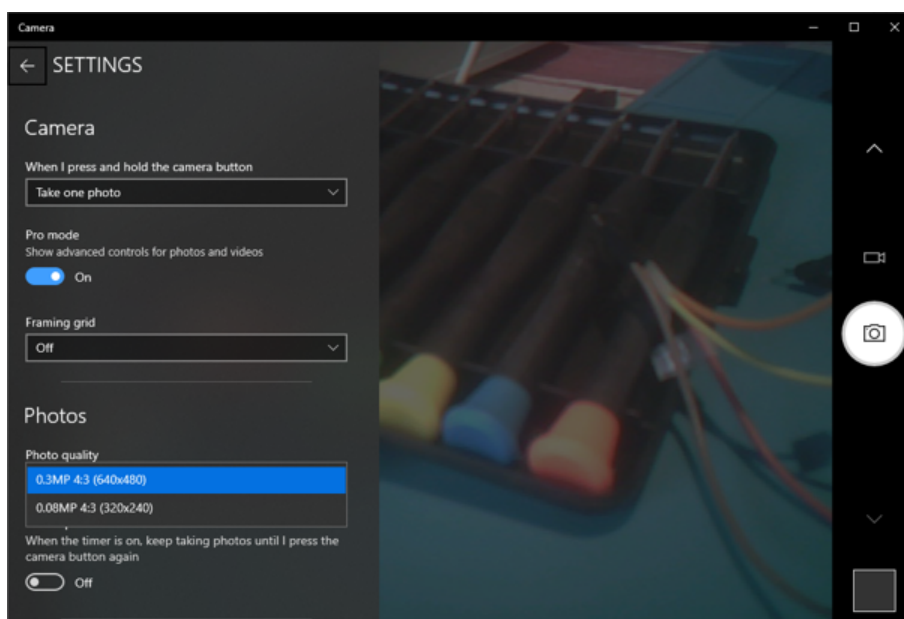 Camera
SETTINGS
Camera
When I press and hold the camera button
Take one photo
Pro mode
Show advanced controls for photos and videos
On
Framing grid
Off
Photos
Photo quality
0.3MP 4:3 (640x480)
0.08MP 4:3 (320x240)
When the timer is on, keep taking photos until I press the
camera button again
Off